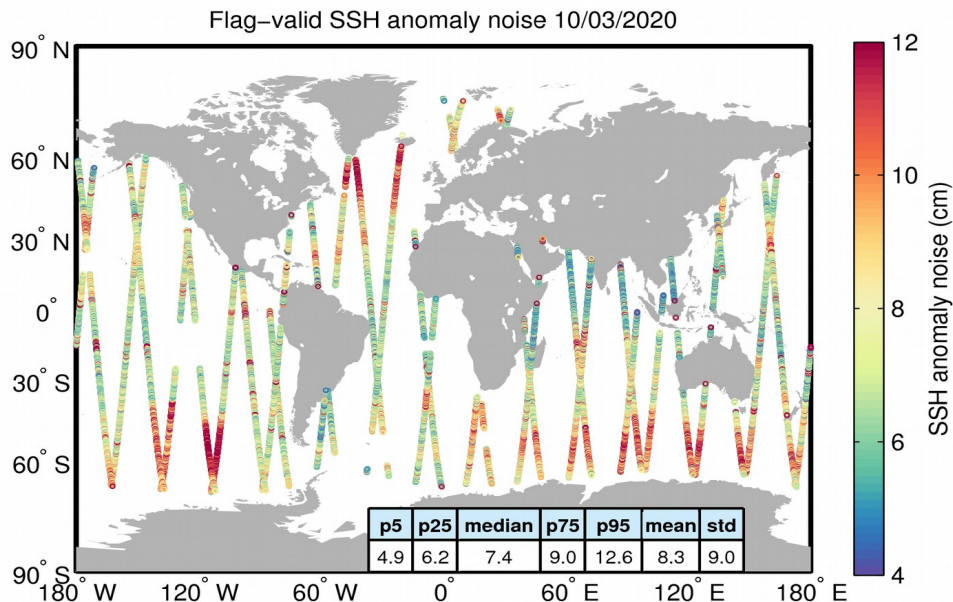 Flag−valid SSH anomaly noise 10/03/2020
90° N
60° N
30° N
0°
30° S
60° S
90° S
180° W
120° W
60° W
0°
60° E
120° E
180° E
p5 p25 median p75 p95 mean std
4.9 6.2 7.4 9.0 12.6 8.3 9.0
12
10
8
6
4
SSH anomaly noise (cm)